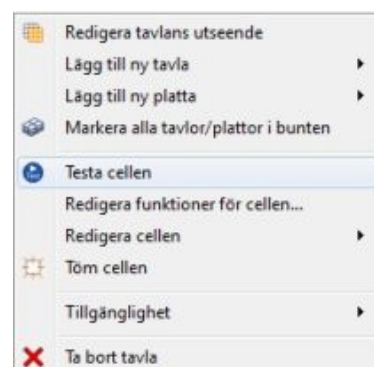 Redigera tavlans utseende
Lägg till ny tavla
Lägg till ny platta
Markera alla tavlor/plattor i bunten
Testa cellen
Redigera funktioner för cellen...
Redigera cellen
Töm cellen
Tillgänglighet
Ta bort tavla